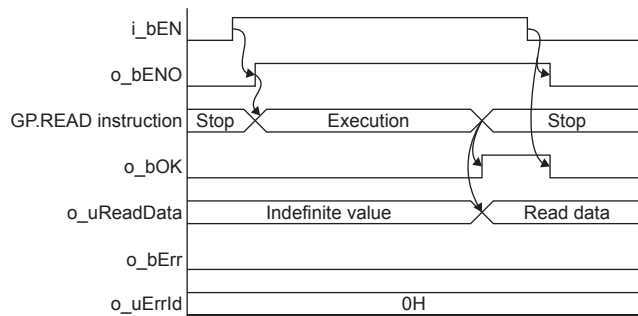 i_bEN
o_bENO
GP.READ instruction Stop Execution Stop
o_bOK
o_uReadData Indefinite value Read data
o_bErr
o_uErrId 0H